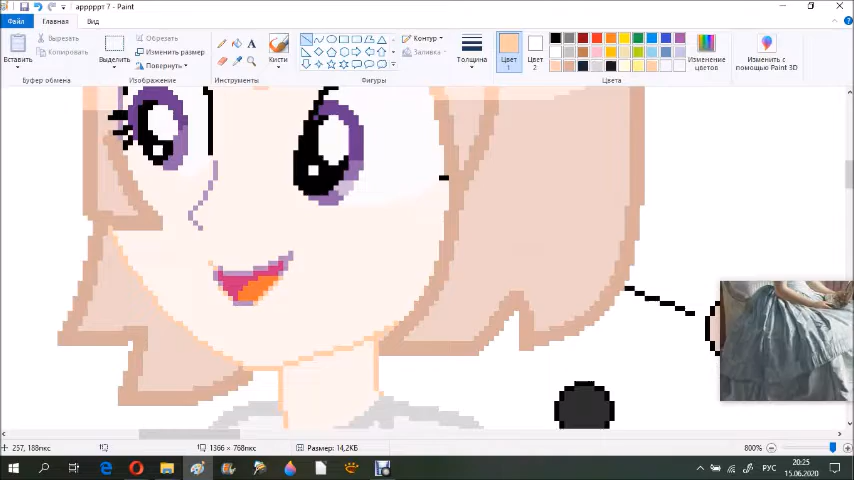 арррррт 7 - Paint
Файл
Главная
Вид
Вставить
Вырезать
Копировать
Буфер обмена
Выделить
Обрезать
Изменить размер
Повернуть
Изображение
Инструменты
Кисти
Фигуры
Контур
Заливка
Толщина
Цвет 1
Цвет 2
Цвета
Изменение цветов
Изменить с помощью Paint 3D
257, 188пкс
1366 × 768пкс
Размер: 14,2КБ
800%
РУС
20:25
15.06.2020